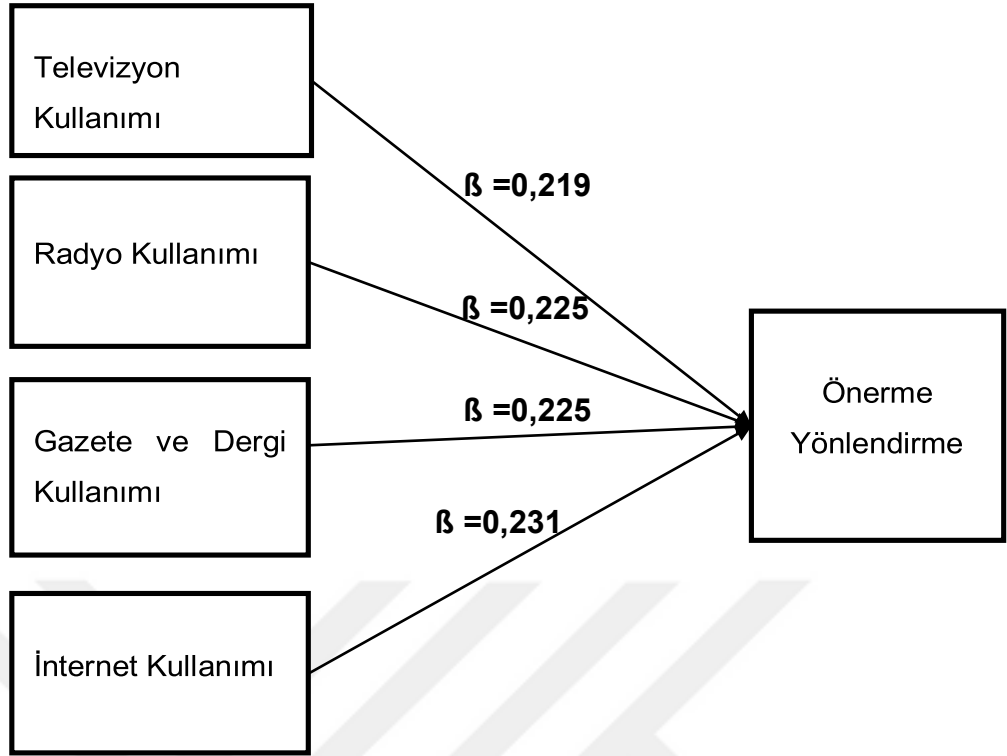 Televizyon
Kullanımı
ß =0,219
Radyo Kullanımı
ß =0,225
Gazete ve Dergi
Kullanımı
ß =0,225
Önerme
Yönlendirme
ß =0,231
İnternet Kullanımı